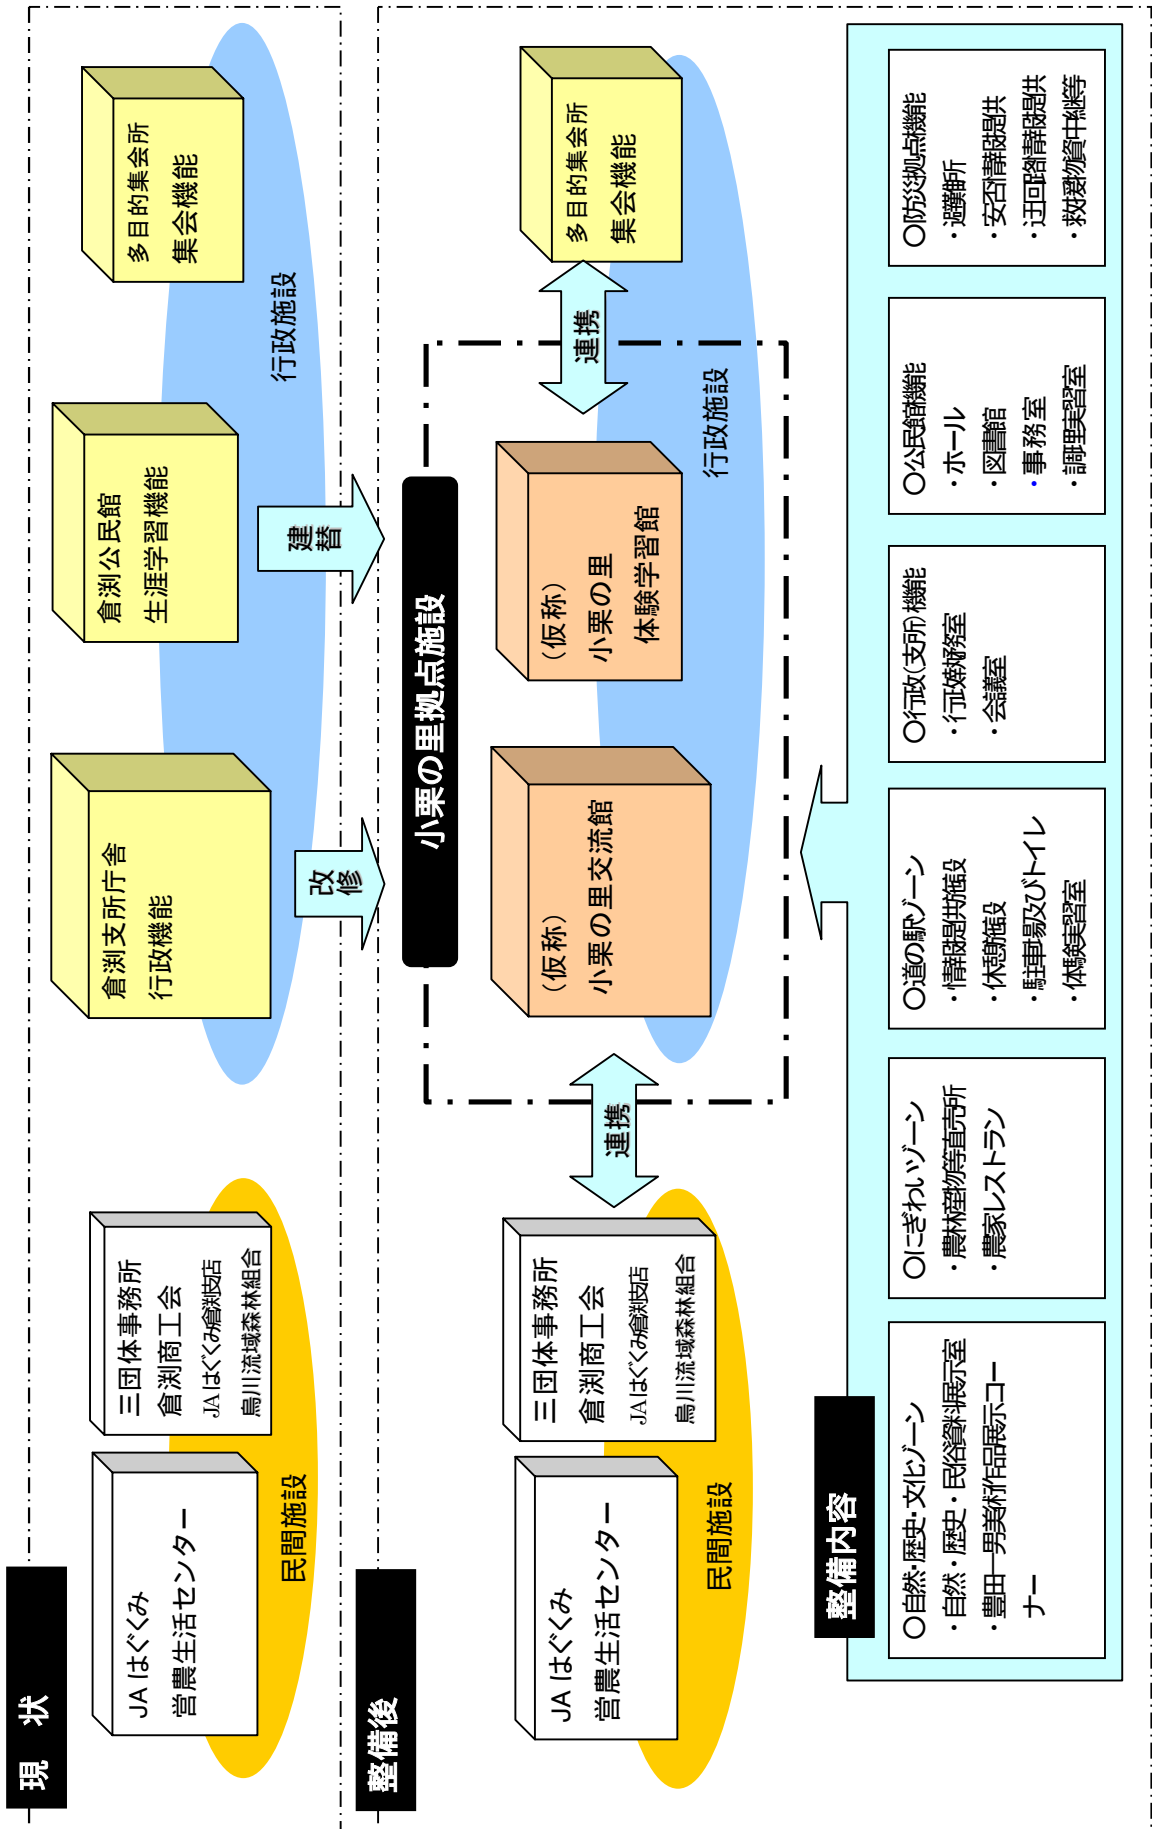 現 状
JAはぐくみ
営農生活センター
三団体事務所
倉渕商工会
JAはぐくみ倉渕支店
烏川流域森林組合
民間施設
倉渕支所庁舎
行政機能
倉渕公民館
生涯学習機能
多目的集会所
集会機能
行政施設
改修
建替
整備後
JAはぐくみ
営農生活センター
三団体事務所
倉渕商工会
JAはぐくみ倉渕支店
烏川流域森林組合
民間施設
連携
小栗の里拠点施設
（仮称）
小栗の里交流館
（仮称）
小栗の里
体験学習館
連携
多目的集会所
集会機能
行政施設
整備内容
○自然・歴史・文化ゾーン
・自然・歴史・民俗資料展示室
・豊田一男美術作品展示コー
ナー
○にぎわいゾーン
・農林産物等直売所
・農家レストラン
○道の駅ゾーン
・情報提供施設
・休憩施設
・駐車場及びトイレ
・体験実習室
○行政（支所）機能
・行政執務室
・会議室
○公民館機能
・ホール
・図書館
・事務室
・調理実習室
○防災拠点機能
・避難所
・安否情報提供
・迂回路情報提供
・救援物資中継等